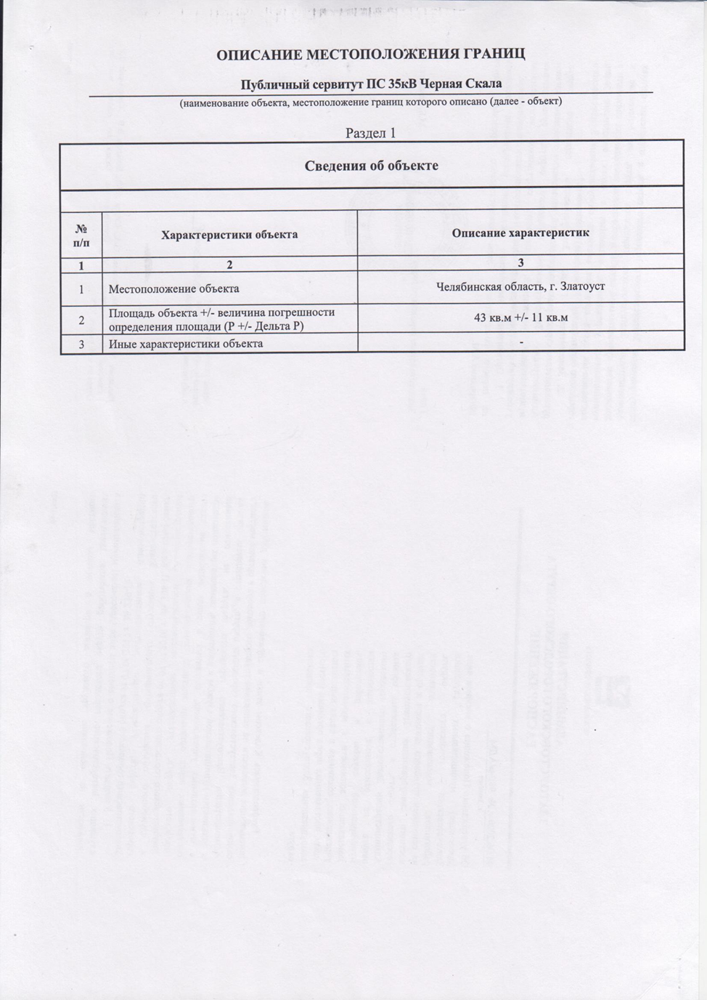 ОПИСАНИЕ МЕСТОПОЛОЖЕНИЯ ГРАНИЦ
Публичный сервитут ПС 35кВ Черная Скала
(наименование объекта, местоположение границ которого описано (далее - объект)
Раздел 1
Сведения об объекте
№ п/п
Характеристики объекта
Описание характеристик
1
2
3
1
Местоположение объекта
Челябинская область, г. Златоуст
2
Площадь объекта +/- величина погрешности
определения площади (Р +/- Дельта Р)
43 кв.м +/- 11 кв.м
3
Иные характеристики объекта
-